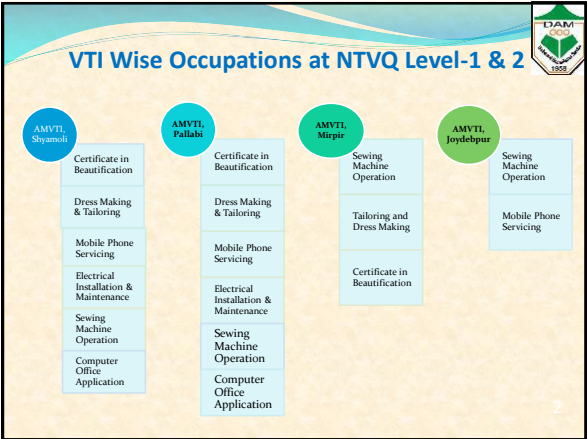 DAM
1958
VTI Wise Occupations at NTVQ Level-1 & 2
AMVTI,
Shyamoli
Certificate in
Beautification
Dress Making
& Tailoring
Mobile Phone
Servicing
Electrical
Installation &
Maintenance
Sewing
Machine
Operation
Computer
Office
Application
AMVTI,
Pallabi
Certificate in
Beautification
Dress Making
& Tailoring
Mobile Phone
Servicing
Electrical
Installation &
Maintenance
Sewing
Machine
Operation
Computer
Office
Application
AMVTI,
Mirpir
Sewing
Machine
Operation
Tailoring and
Dress Making
Certificate in
Beautification
AMVTI,
Joydebpur
Sewing
Machine
Operation
Mobile Phone
Servicing
2